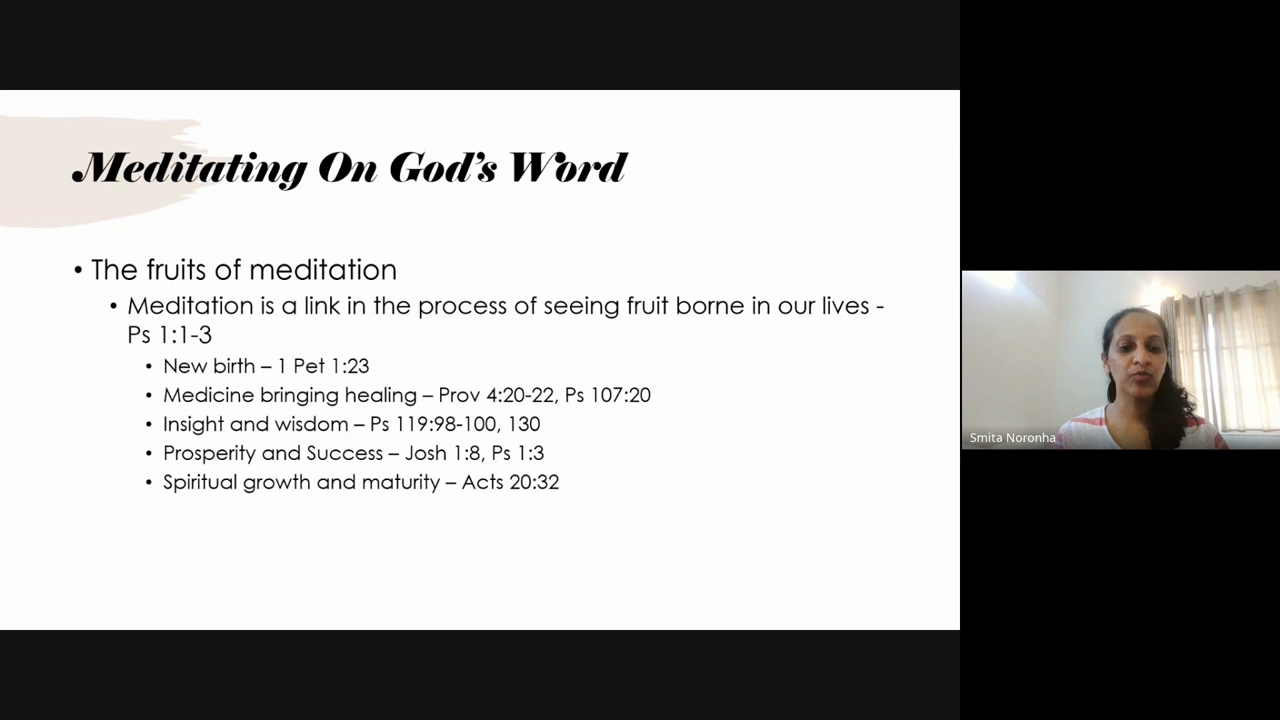 Meditating On God's Word
• The fruits of meditation
• Meditation is a link in the process of seeing fruit borne in our lives -
Ps 1:1-3
• New birth – 1 Pet 1:23
• Medicine bringing healing – Prov 4:20-22, Ps 107:20
• Insight and wisdom – Ps 119:98-100, 130
• Prosperity and Success – Josh 1:8, Ps 1:3
• Spiritual growth and maturity – Acts 20:32
Smita Noronha